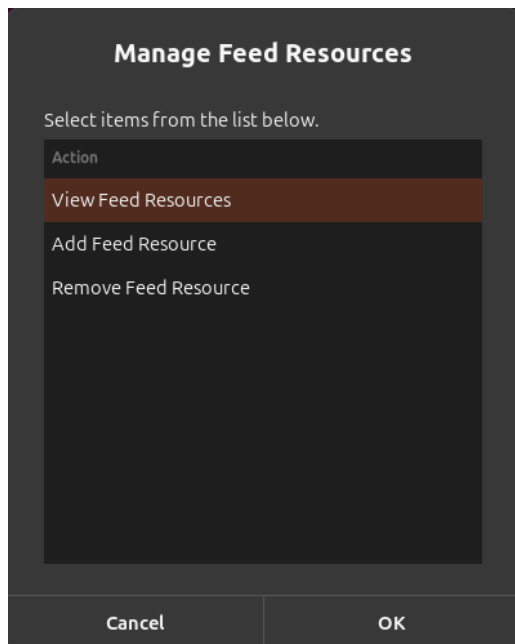 Manage Feed Resources
Select items from the list below.
Action
View Feed Resources
Add Feed Resource
Remove Feed Resource
Cancel
OK